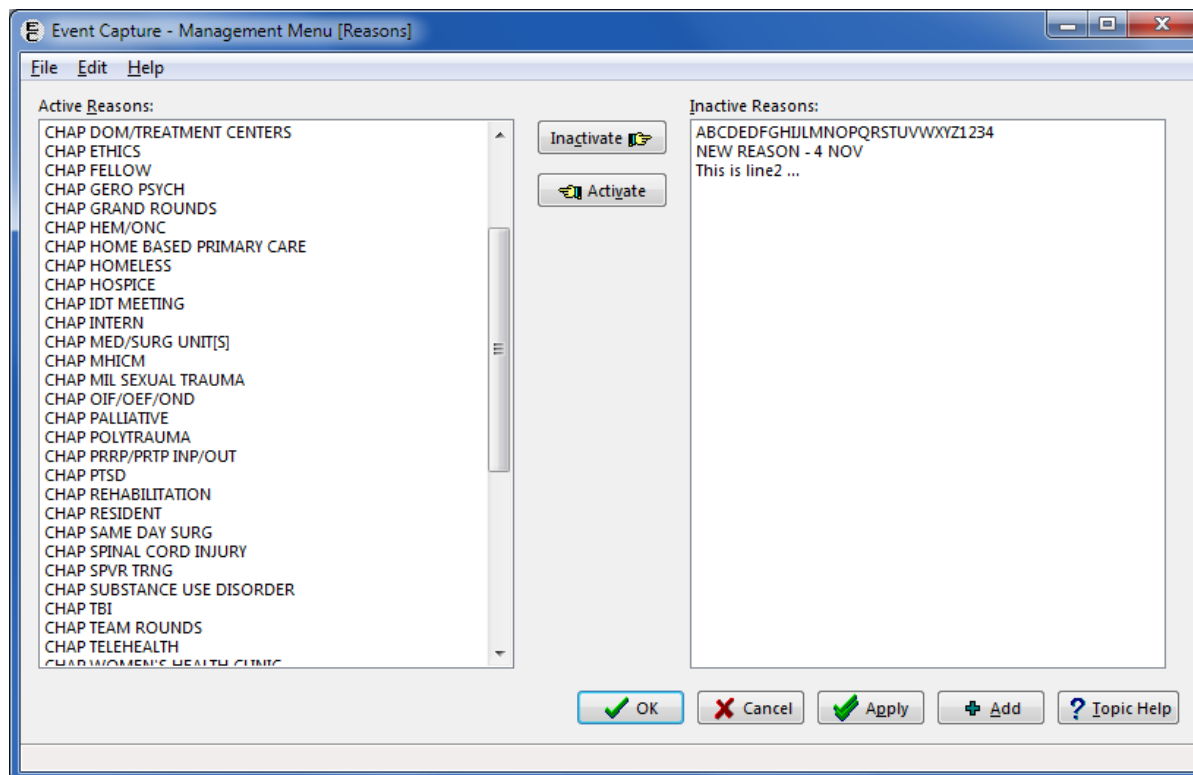 Event Capture - Management Menu [Reasons]
File Edit Help
Active Reasons:
CHAP DOM/TREATMENT CENTERS
CHAP ETHICS
CHAP FELLOW
CHAP GERO PSYCH
CHAP GRAND ROUNDS
CHAP HEM/ONC
CHAP HOME BASED PRIMARY CARE
CHAP HOMELESS
CHAP HOSPICE
CHAP IDT MEETING
CHAP INTERN
CHAP MED/SURG UNIT[S]
CHAP MHICM
CHAP MIL SEXUAL TRAUMA
CHAP OIF/OEF/OND
CHAP PALLIATIVE
CHAP POLYTRAUMA
CHAP PRRP/PRTP INP/OUT
CHAP PTSD
CHAP REHABILITATION
CHAP RESIDENT
CHAP SAME DAY SURG
CHAP SPINAL CORD INJURY
CHAP SPVR TRNG
CHAP SUBSTANCE USE DISORDER
CHAP TBI
CHAP TEAM ROUNDS
CHAP TELEHEALTH
CHAP WOMEN'S HEALTH CLINIC
Inactivate
Activate
Inactive Reasons:
ABCDEDFGHIJLMNOPQRSTUVWXYZ1234
NEW REASON - 4 NOV
This is line2 ...
OK Cancel Apply Add Topic Help